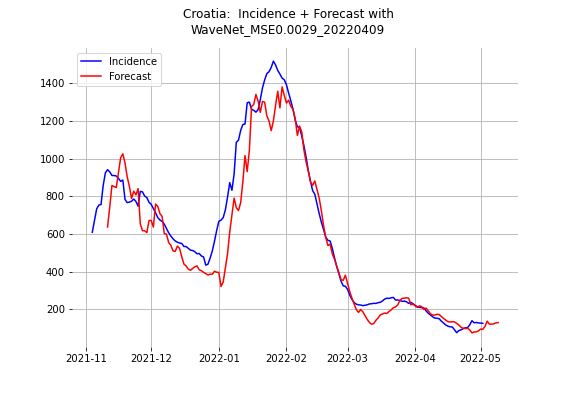 Croatia: Incidence + Forecast with
WaveNet_MSE0.0029_20220409
Incidence
Forecast
1400
1200
1000
800
600
400
200
2021-11 2021-12 2022-01 2022-02 2022-03 2022-04 2022-05